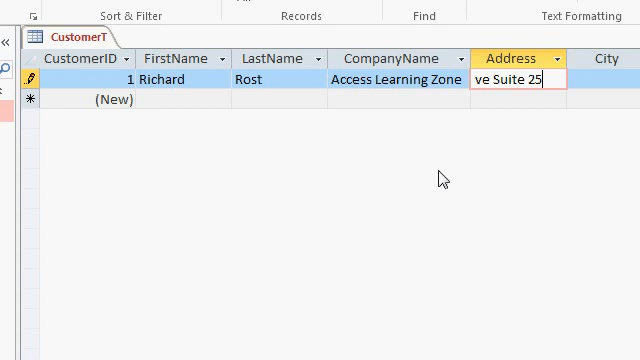 Sort & Filter Records Find Text Formatting
CustomerT
CustomerID FirstName LastName CompanyName Address City
1 Richard Rost Access Learning Zone ve Suite 25
(New)